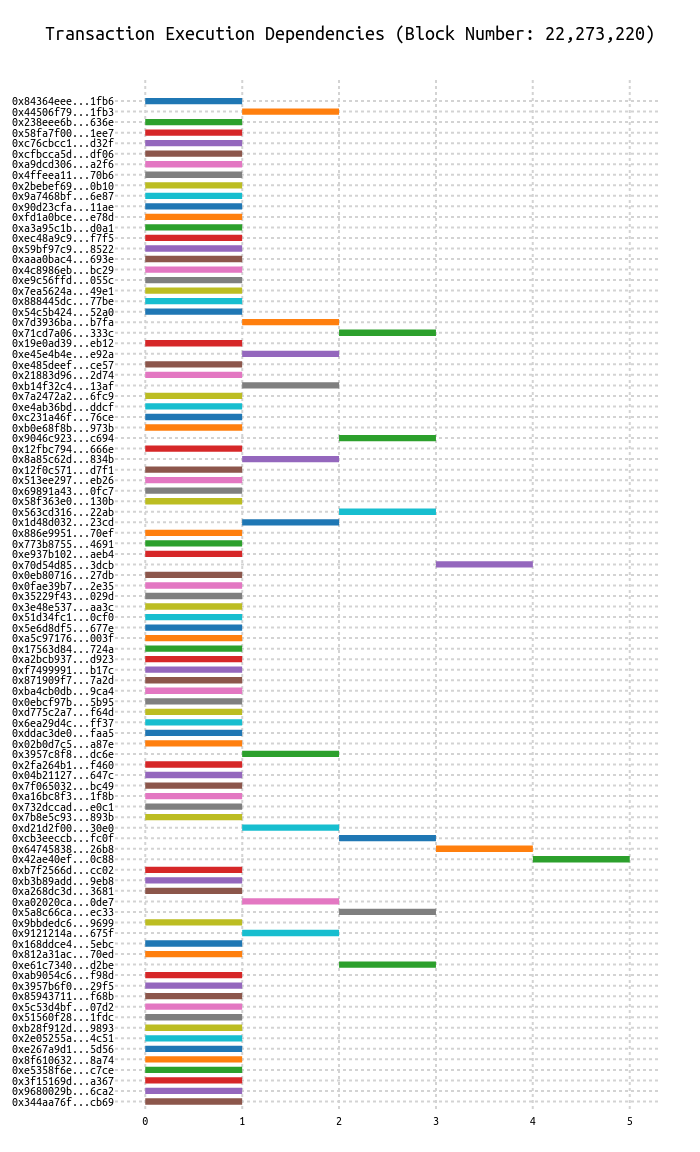 Transaction Execution Dependencies (Block Number: 22,273,220)
0x84364eee...1fb6
0x44506f79...1fb3
0x238eee6b...636e
0x58fa7f00...1ee7
0xc76cbcc1...d32f
0xcfbcca5d...df06
0xa9dcd306...a2f6
0x4ffeea11...70b6
0x2bebef69...0b10
0x9a7468bf...6e87
0x90d23cfa...11ae
0xfd1a0bce...e78d
0xa3a95c1b...d0a1
0xec48a9c9...f7f5
0x59bf97c9...8522
0xaaa0bac4...693e
0x4c8986eb...bc29
0xe9c56ffd...055c
0x7ea5624a...49e1
0x888445dc...77be
0x54c5b424...52a0
0x7d3936ba...b7fa
0x71cd7a06...333c
0x19e0ad39...eb12
0xe45e4b4e...e92a
0xe485deef...ce57
0x21883d96...2d74
0xb14f32c4...13af
0x7a2472a2...6fc9
0xe4ab36bd...ddcf
0xc231a46f...76ce
0xb0e68f8b...973b
0x9046c923...c694
0x12fbc794...666e
0x8a85c62d...834b
0x12f0c571...d7f1
0x513ee297...eb26
0x69891a43...0fc7
0x58f363e0...130b
0x563cd316...22ab
0x1d48d032...23cd
0x886e9951...70ef
0x773b8755...4691
0xe937b102...aeb4
0x70d54d85...3dcb
0x0eb80716...27db
0x0fae39b7...2e35
0x35229f43...029d
0x3e48e537...aa3c
0x51d34fc1...0cf0
0x5e6d8df5...677e
0xa5c97176...003f
0x17563d84...724a
0xa2bcb937...d923
0xf7499991...b17c
0x871909f7...7a2d
0xba4cb0db...9ca4
0x0ebcf97b...5b95
0xd775c2a7...f64d
0x6ea29d4c...ff37
0xddac3de0...faa5
0x02b0d7c5...a87e
0x3957c8f8...dc6e
0x2fa264b1...f460
0x04b21127...647c
0x7f065032...bc49
0xa16bc8f3...1f8b
0x732dccad...e0c1
0x7b8e5c93...893b
0xd21d2f00...30e0
0xcb3eeccb...fc0f
0x64745838...26b8
0x42ae40ef...0c88
0xb7f2566d...cc02
0xb3b89add...9eb8
0xa268dc3d...3681
0xa02020ca...0de7
0x5a8c66ca...ec33
0x9bbdedc6...9699
0x9121214a...675f
0x168ddce4...5ebc
0x812a31ac...70ed
0xe61c7340...d2be
0xab9054c6...f98d
0x3957b6f0...29f5
0x85943711...f68b
0x5c53d4bf...07d2
0x51560f28...1fdc
0xb28f912d...9893
0x2e05255a...4c51
0xe267a9d1...5d56
0x8f610632...8a74
0xe5358f6e...c7ce
0x3f15169d...a367
0x9680029b...6ca2
0x344aa76f...cb69
0 1 2 3 4 5